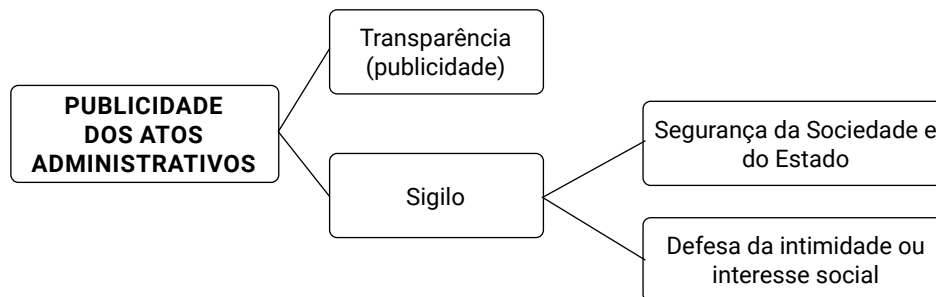 Transparência
(publicidade)
PUBLICIDADE
DOS ATOS
ADMINISTRATIVOS
Segurança da Sociedade e
do Estado
Sigilo
Defesa da intimidade ou
interesse social